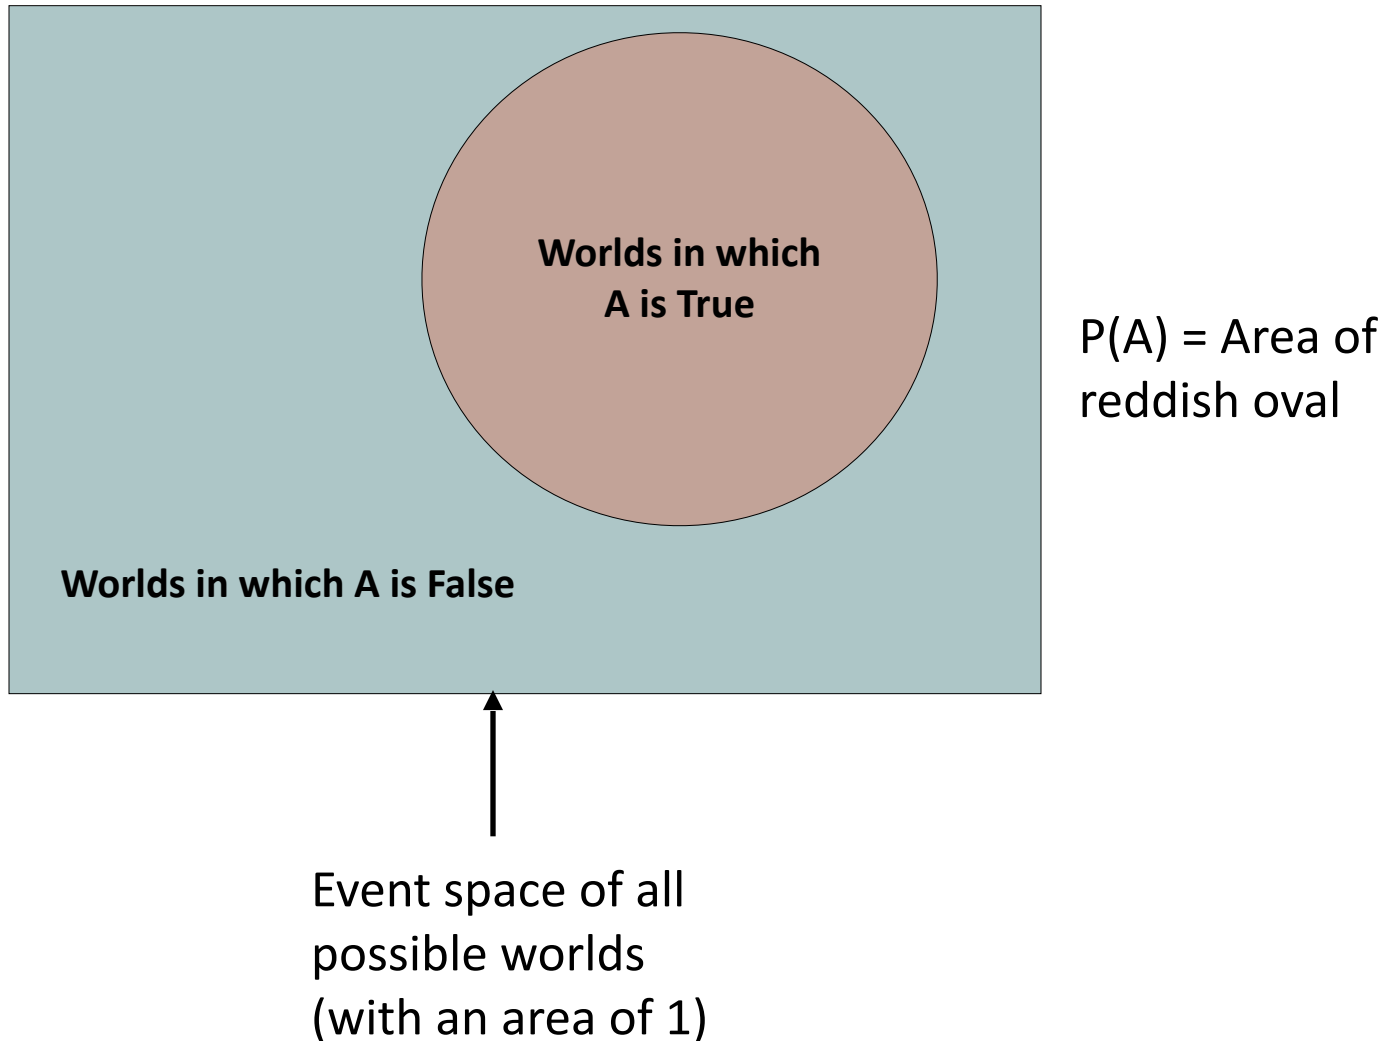 Worlds in which
A is True
P(A) = Area of
reddish oval
Worlds in which A is False
Event space of all
possible worlds
(with an area of 1)